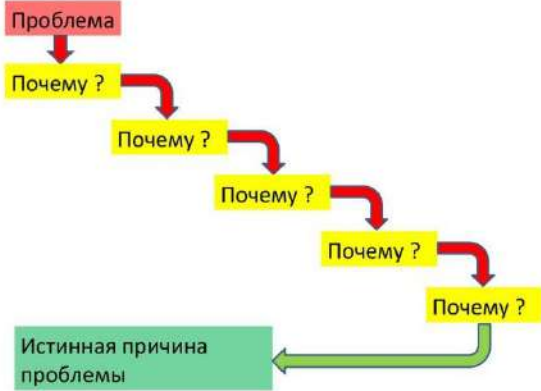 Проблема
Почему ?
Почему ?
Почему ?
Почему ?
Почему ?
Истинная причина
проблемы